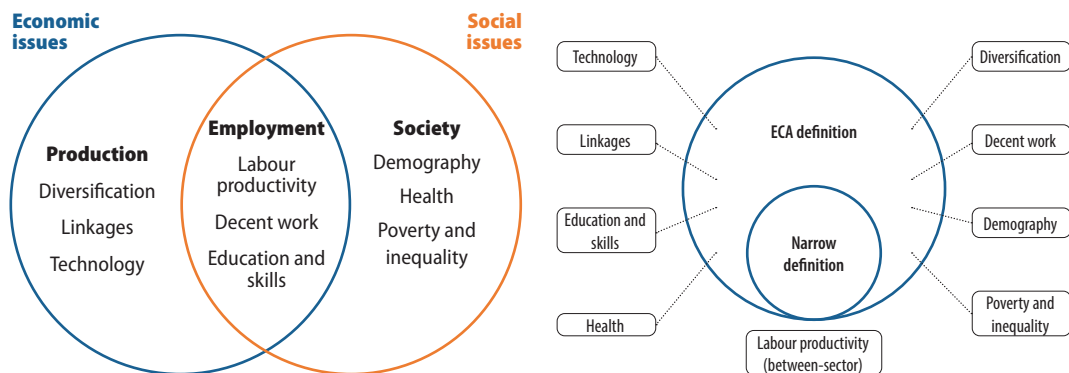 Economic
issues
Social
issues
Production
Diversification
Linkages
Technology
Employment
Labour
productivity
Decent work
Education and
skills
Society
Demography
Health
Poverty and
inequality
Technology
Linkages
Education and
skills
Health
ECA definition
Narrow
definition
Labour productivity
(between-sector)
Diversification
Decent work
Demography
Poverty and
inequality